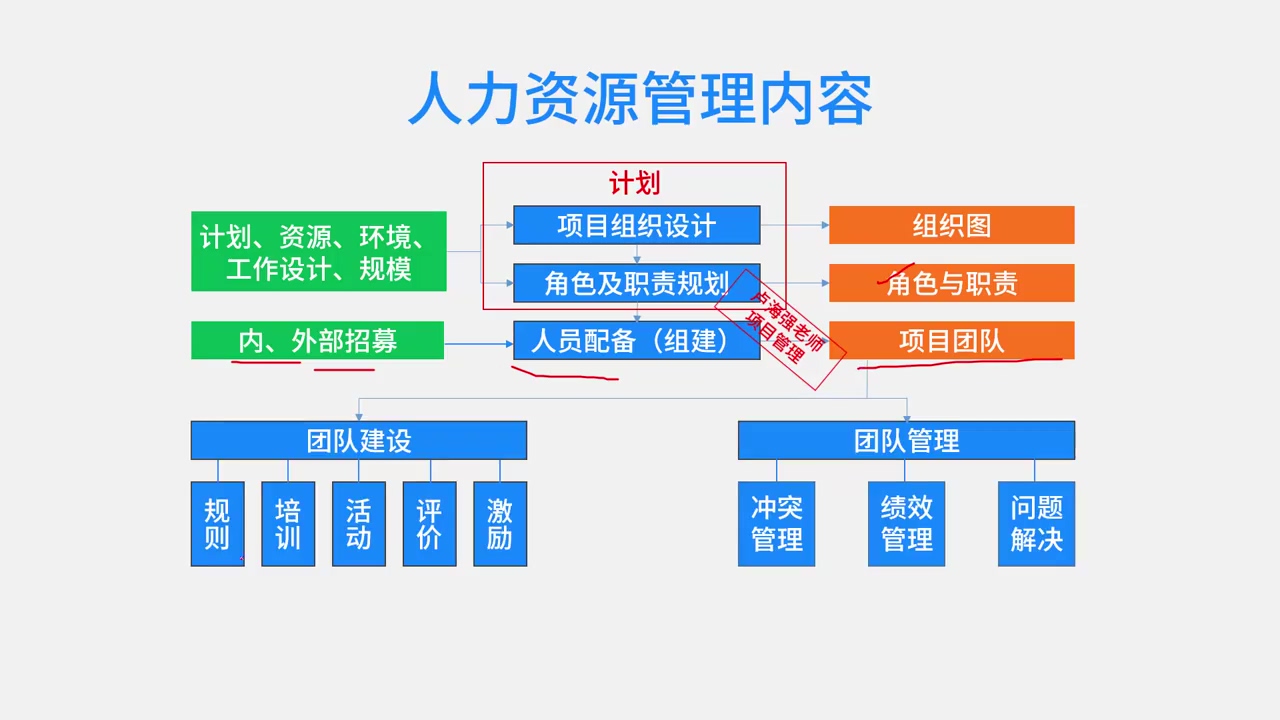 人力资源管理内容
计划
计划、资源、环境、
工作设计、规模
项目组织设计
组织图
角色及职责规划
角色与职责
内、外部招募
人员配备（组建）
项目团队
卢海强老师
项目管理
团队建设
团队管理
规则
培训
活动
评价
激励
冲突
管理
绩效
管理
问题
解决